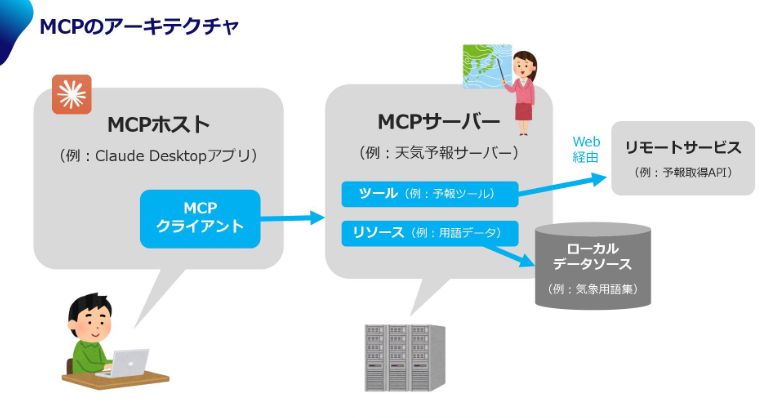 MCPのアーキテクチャ
MCPホスト
（例：Claude Desktopアプリ）
MCP
クライアント
MCPサーバー
（例：天気予報サーバー）
ツール（例：予報ツール）
リソース（例：用語データ）
Web
経由
リモートサービス
（例：予報取得API）
ローカル
データソース
（例：気象用語集）